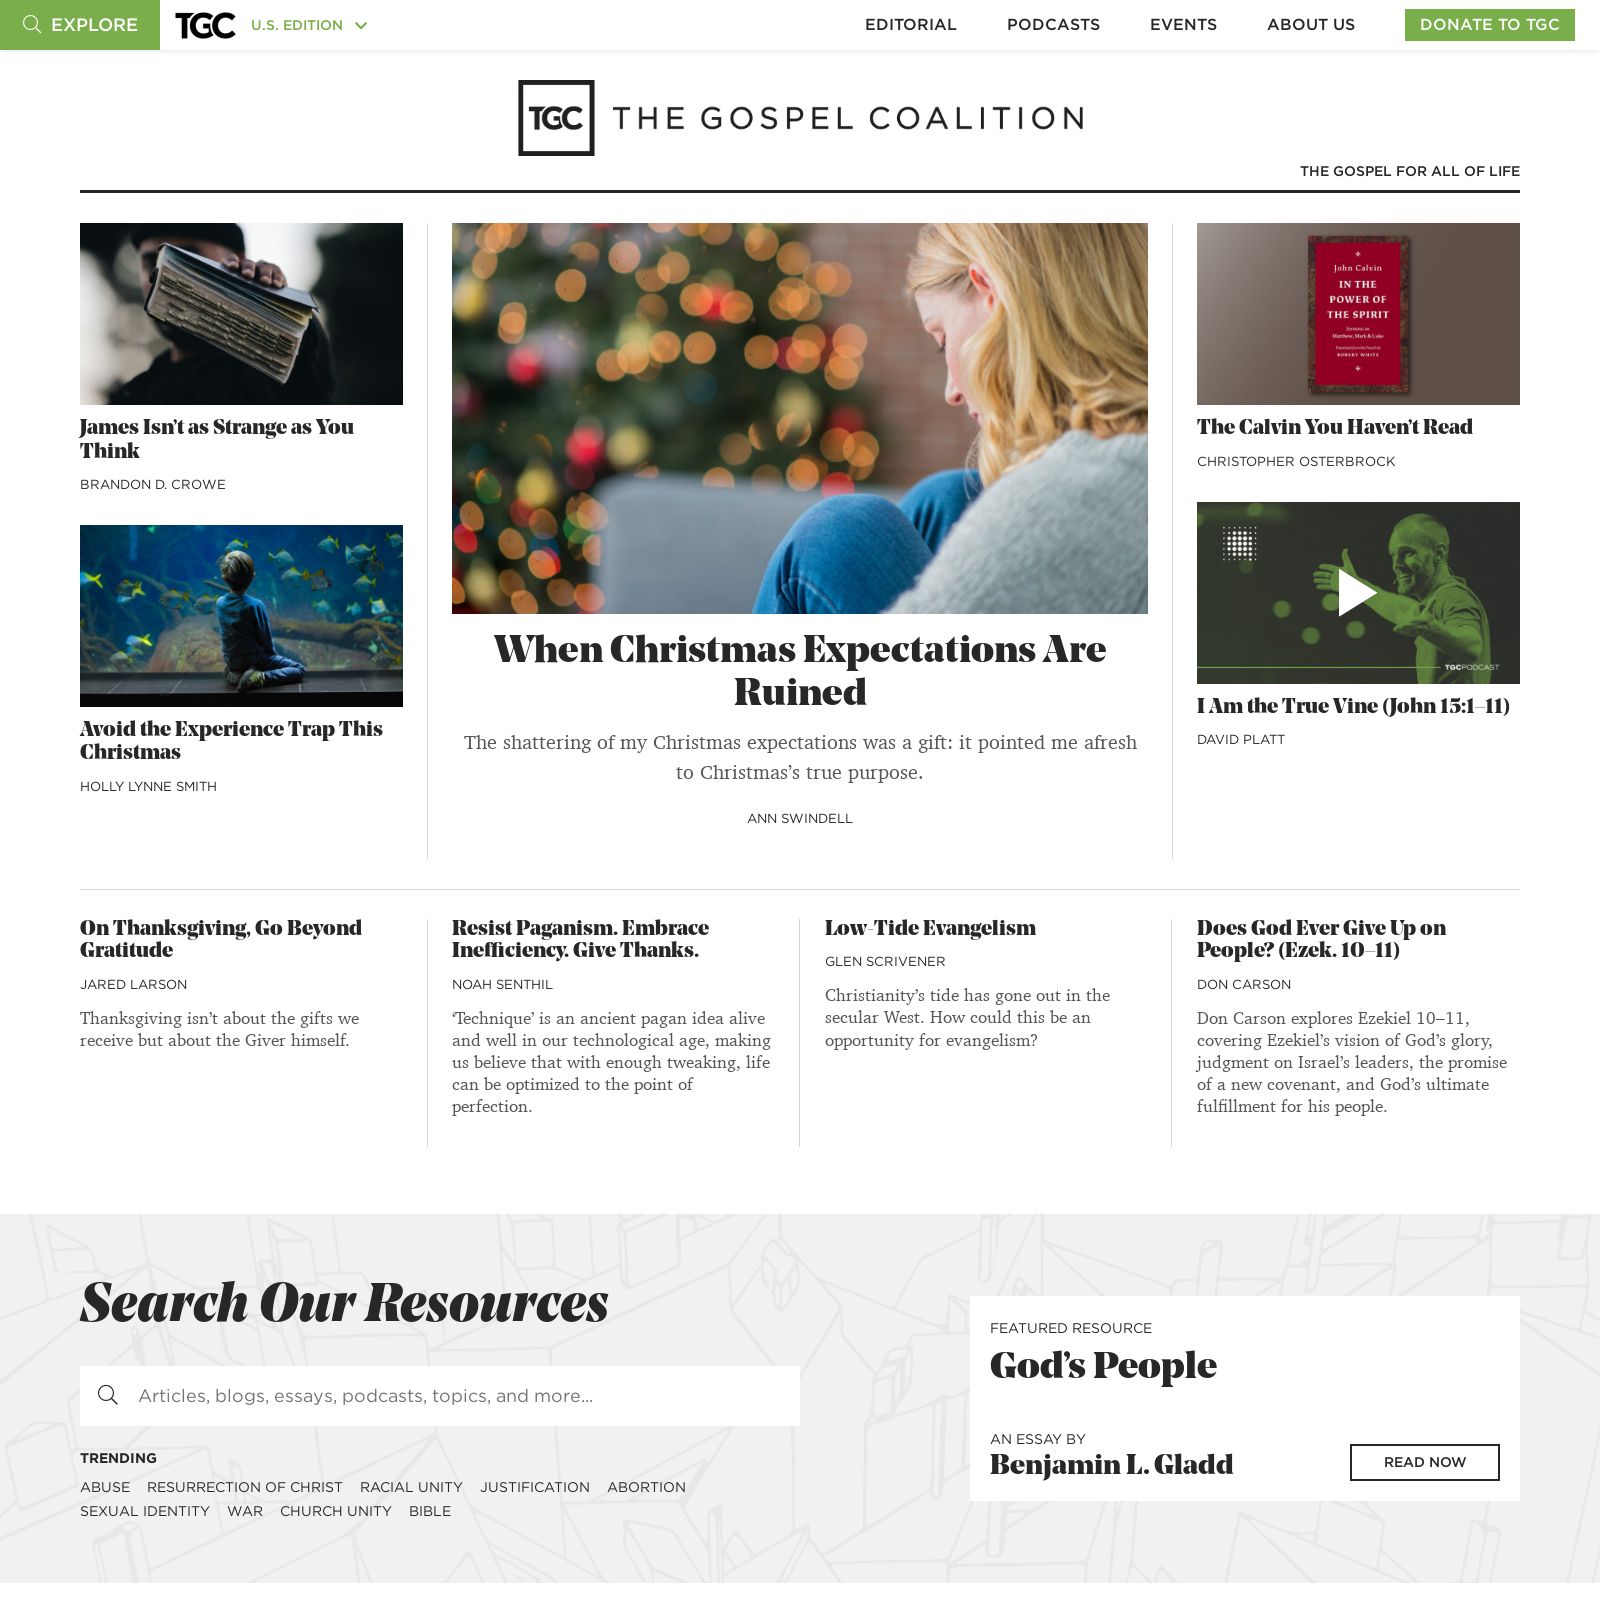 EXPLORE
TGC
U.S. EDITION
EDITORIAL
PODCASTS
EVENTS
ABOUT US
DONATE TO TGC
TGC
THE GOSPEL COALITION
THE GOSPEL FOR ALL OF LIFE
James Isn’t as Strange as You
Think
BRANDON D. CROWE
Avoid the Experience Trap This
Christmas
HOLLY LYNNE SMITH
When Christmas Expectations Are
Ruined
The shattering of my Christmas expectations was a gift: it pointed me afresh
to Christmas’s true purpose.
ANN SWINDELL
John Calvin
IN THE
POWER OF
THE SPIRIT
Sermons on
Matthew, Mark & Luke
Translated from the French by
ROBERT WHITE
The Calvin You Haven’t Read
CHRISTOPHER OSTERBROCK
TGCPODCAST
I Am the True Vine (John 15:1–11)
DAVID PLATT
On Thanksgiving, Go Beyond
Gratitude
JARED LARSON
Thanksgiving isn’t about the gifts we
receive but about the Giver himself.
Resist Paganism. Embrace
Inefficiency. Give Thanks.
NOAH SENTHIL
‘Technique’ is an ancient pagan idea alive
and well in our technological age, making
us believe that with enough tweaking, life
can be optimized to the point of
perfection.
Low-Tide Evangelism
GLEN SCRIVENER
Christianity’s tide has gone out in the
secular West. How could this be an
opportunity for evangelism?
Does God Ever Give Up on
People? (Ezek. 10–11)
DON CARSON
Don Carson explores Ezekiel 10–11,
covering Ezekiel’s vision of God’s glory,
judgment on Israel’s leaders, the promise
of a new covenant, and God’s ultimate
fulfillment for his people.
Search Our Resources
Articles, blogs, essays, podcasts, topics, and more...
TRENDING
ABUSE RESURRECTION OF CHRIST RACIAL UNITY JUSTIFICATION ABORTION
SEXUAL IDENTITY WAR CHURCH UNITY BIBLE
FEATURED RESOURCE
God’s People
AN ESSAY BY
Benjamin L. Gladd
READ NOW